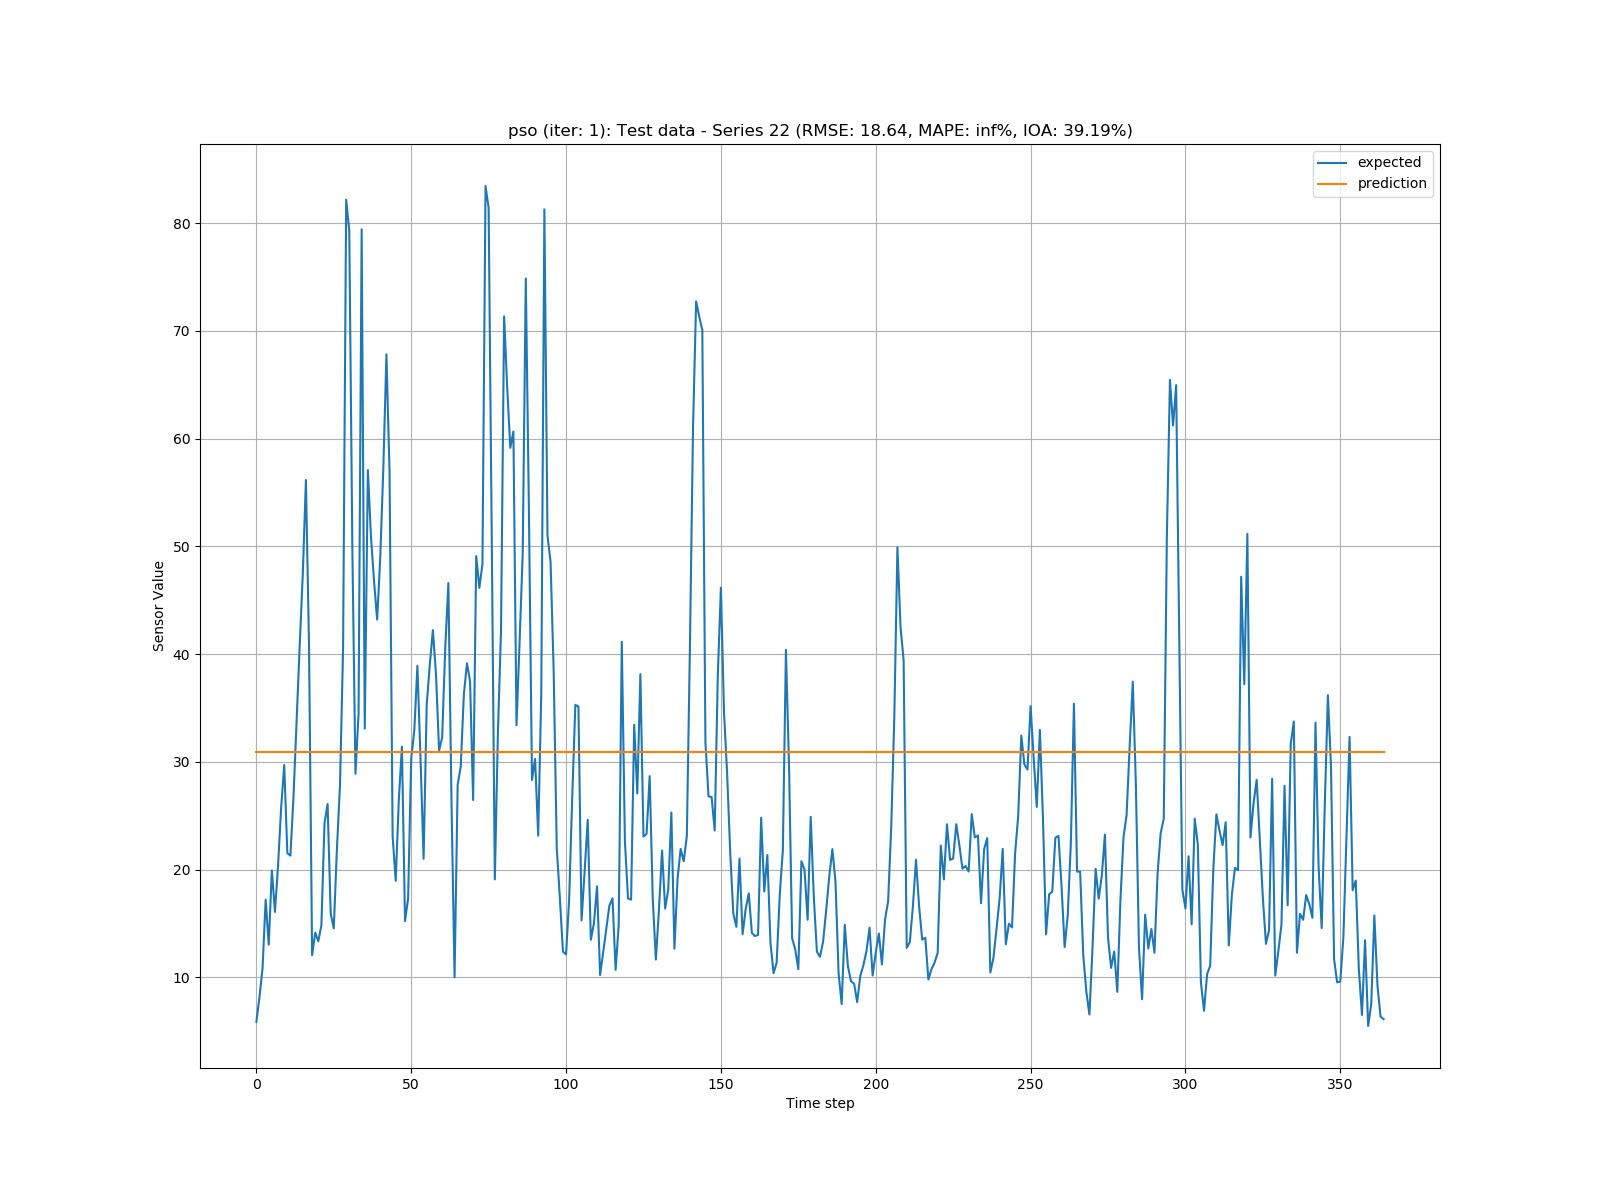 pso (iter: 1): Test data - Series 22 (RMSE: 18.64, MAPE: inf%, IOA: 39.19%)
expected
prediction
80
70
60
50
40
30
20
10
Sensor Value
0 50 100 150 200 250 300 350
Time step